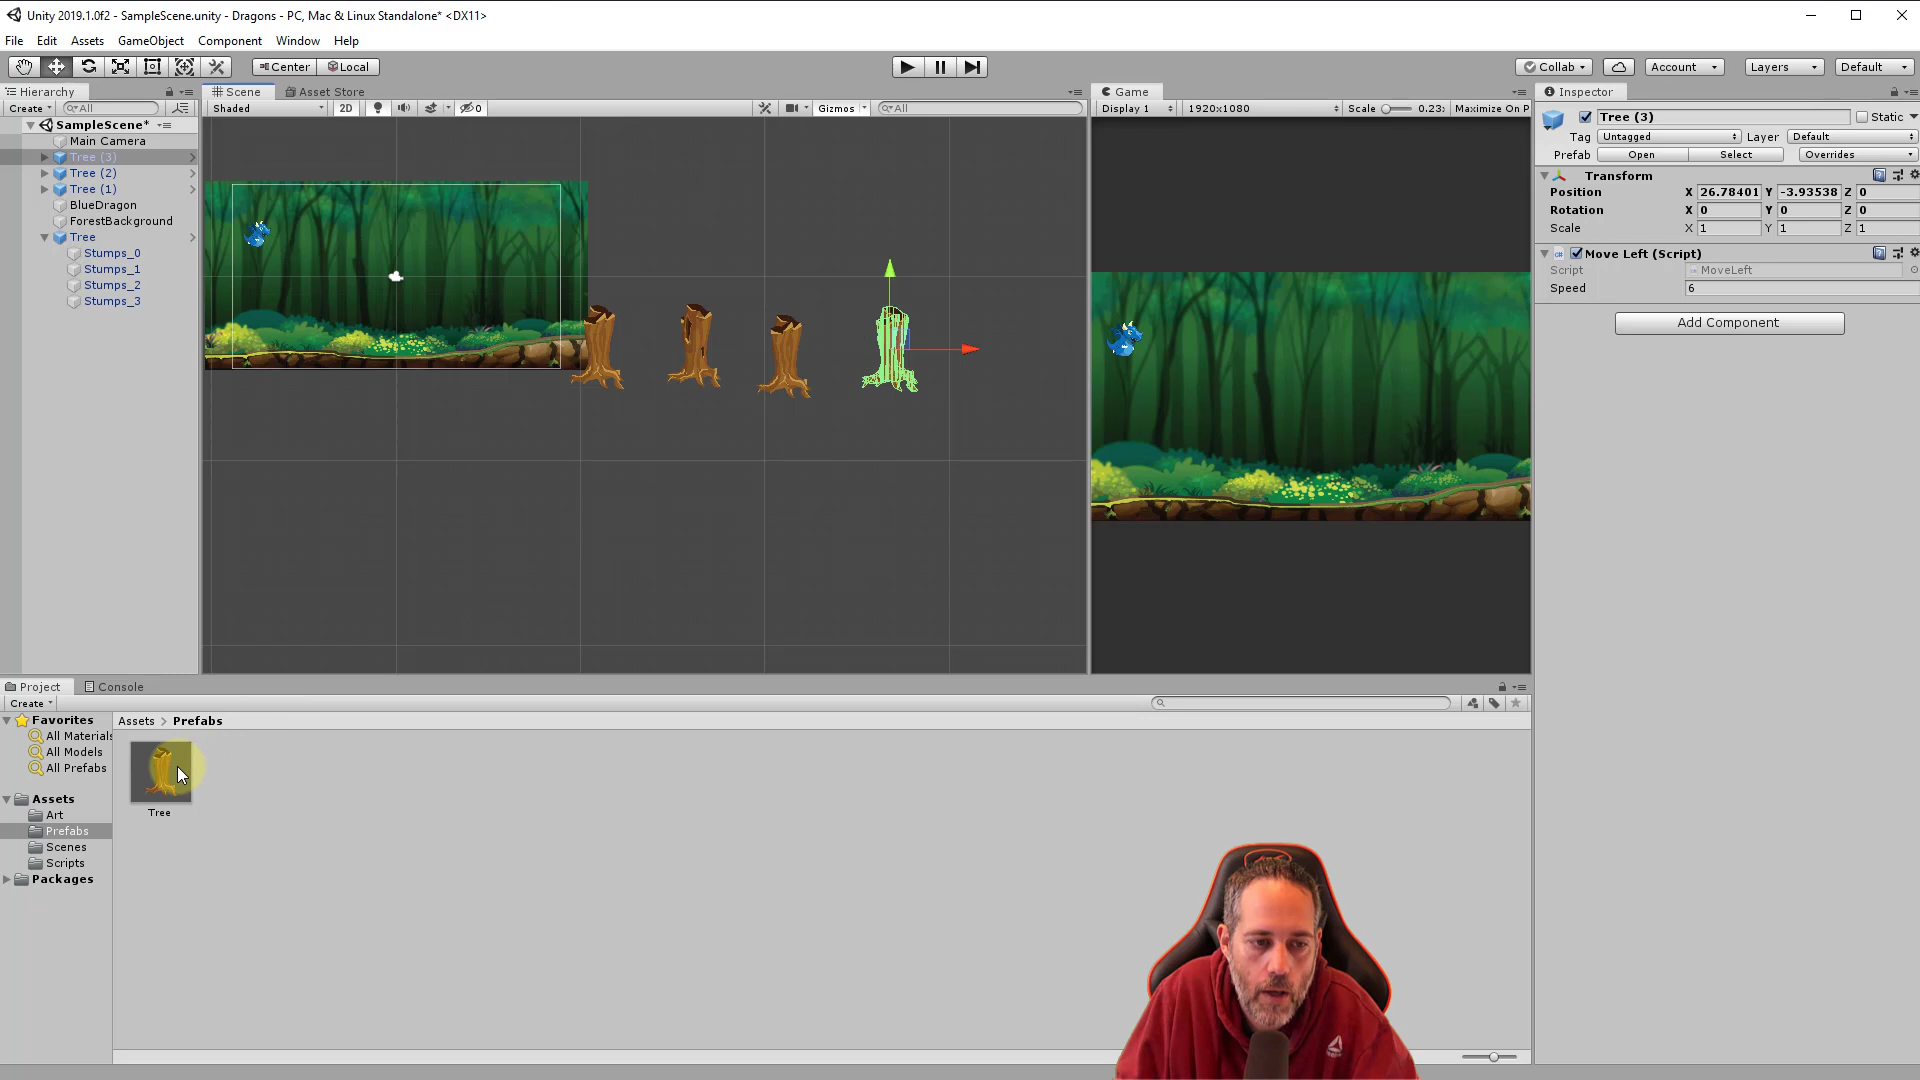 Unity 2019.1.0f2 - SampleScene.unity - Dragons - PC, Mac & Linux Standalone* <DX11>
File Edit Assets GameObject Component Window Help
Center Local Collab Account Layers Default
Hierarchy
Create All
SampleScene*
Main Camera
Tree (3)
Tree (2)
Tree (1)
BlueDragon
ForestBackground
Tree
Stumps_0
Stumps_1
Stumps_2
Stumps_3
Scene Asset Store
Shaded 2D 0 Gizmos All
Game
Display 1 1920x1080 Scale 0.23 Maximize On P
Inspector
Tree (3) Static
Tag Untagged Layer Default
Prefab Open Select Overrides
Transform
Position X 26.78401 Y -3.93538 Z 0
Rotation X 0 Y 0 Z 0
Scale X 1 Y 1 Z 1
Move Left (Script)
Script MoveLeft
Speed 6
Add Component
Project Console
Create
Favorites
All Materials
All Models
All Prefabs
Assets
Art
Prefabs
Scenes
Scripts
Packages
Assets > Prefabs
Tree